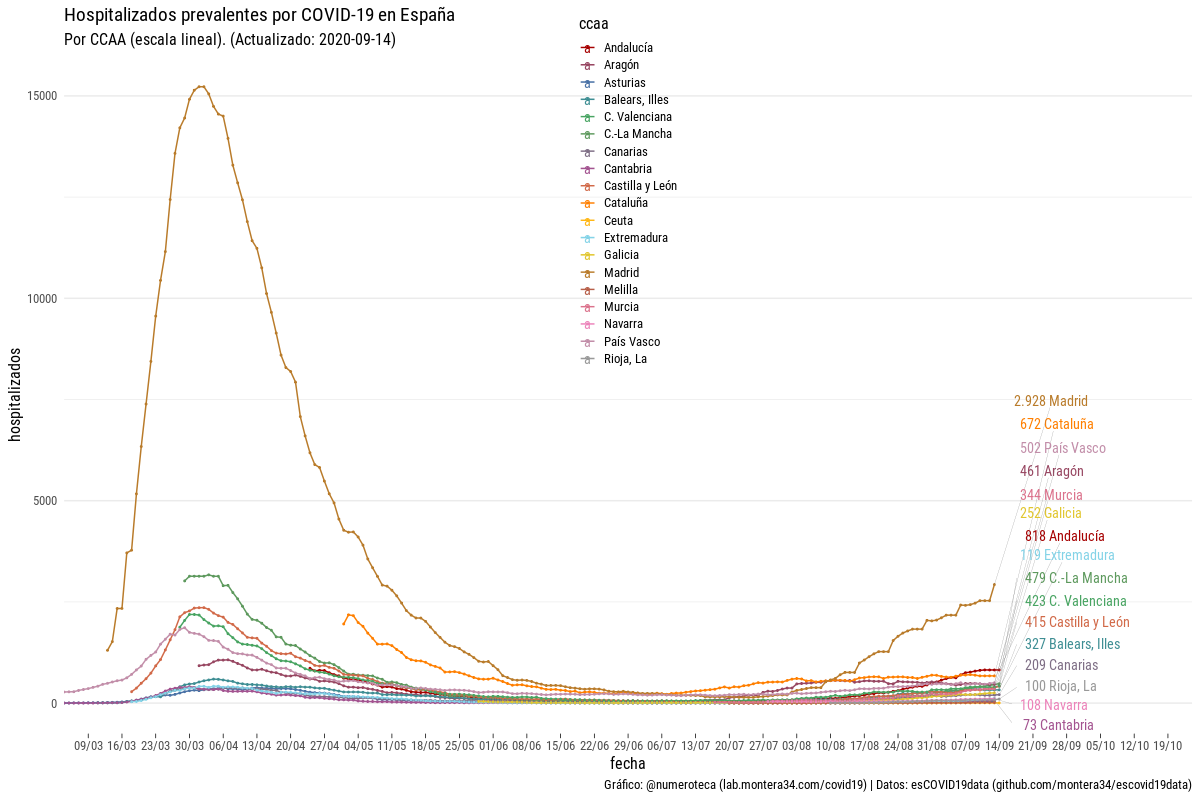 Hospitalizados prevalentes por COVID-19 en España
Por CCAA (escala lineal). (Actualizado: 2020-09-14)
ccaa
Andalucía
Aragón
Asturias
Balears, Illes
C. Valenciana
C.-La Mancha
Canarias
Cantabria
Castilla y León
Cataluña
Ceuta
Extremadura
Galicia
Madrid
Melilla
Murcia
Navarra
País Vasco
Rioja, La
hospitalizados
15000
10000
5000
0
2.928 Madrid
672 Cataluña
502 País Vasco
461 Aragón
344 Murcia
252 Galicia
818 Andalucía
119 Extremadura
479 C.-La Mancha
423 C. Valenciana
415 Castilla y León
327 Balears, Illes
209 Canarias
100 Rioja, La
108 Navarra
73 Cantabria
09/03 16/03 23/03 30/03 06/04 13/04 20/04 27/04 04/05 11/05 18/05 25/05 01/06 08/06 15/06 22/06 29/06 06/07 13/07 20/07 27/07 03/08 10/08 17/08 24/08 31/08 07/09 14/09 21/09 28/09 05/10 12/10 19/10
fecha
Gráfico: @numeroteca (lab.montera34.com/covid19) | Datos: esCOVID19data (github.com/montera34/escovid19data)